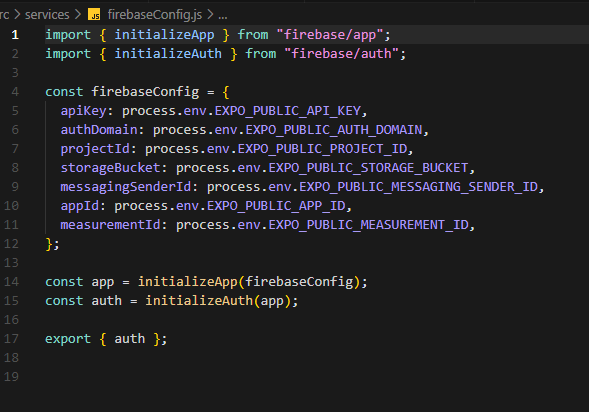 rc > services > JS firebaseConfig.js > ...
1 import { initializeApp } from "firebase/app";
2 import { initializeAuth } from "firebase/auth";
3
4 const firebaseConfig = {
5   apiKey: process.env.EXPO_PUBLIC_API_KEY,
6   authDomain: process.env.EXPO_PUBLIC_AUTH_DOMAIN,
7   projectId: process.env.EXPO_PUBLIC_PROJECT_ID,
8   storageBucket: process.env.EXPO_PUBLIC_STORAGE_BUCKET,
9   messagingSenderId: process.env.EXPO_PUBLIC_MESSAGING_SENDER_ID,
10   appId: process.env.EXPO_PUBLIC_APP_ID,
11   measurementId: process.env.EXPO_PUBLIC_MEASUREMENT_ID,
12 };
13
14 const app = initializeApp(firebaseConfig);
15 const auth = initializeAuth(app);
16
17 export { auth };
18
19